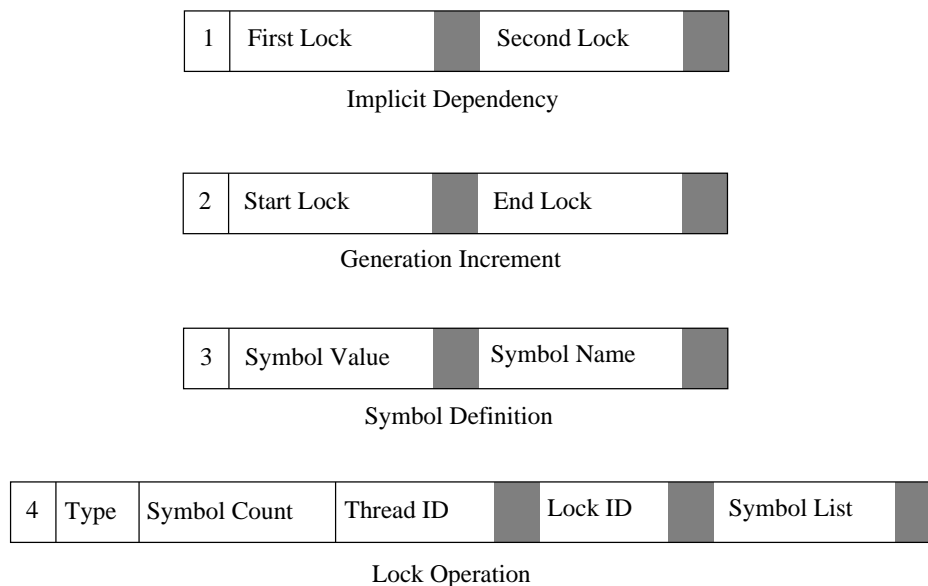 1 First Lock Second Lock
Implicit Dependency
2 Start Lock End Lock
Generation Increment
3 Symbol Value Symbol Name
Symbol Definition
4 Type Symbol Count Thread ID Lock ID Symbol List
Lock Operation